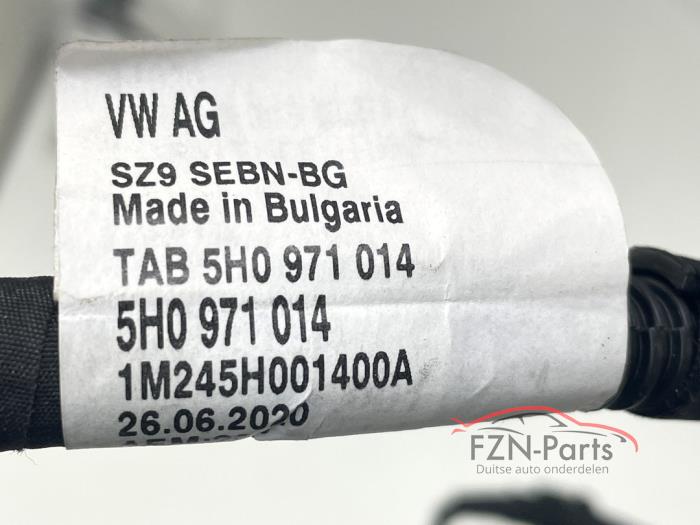 VW AG
SZ9 SEBN-BG
Made in Bulgaria
TAB 5H0 971 014
5H0 971 014
1M245H001400A
26.06.2020
FZN-Parts
Duitse auto onderdelen